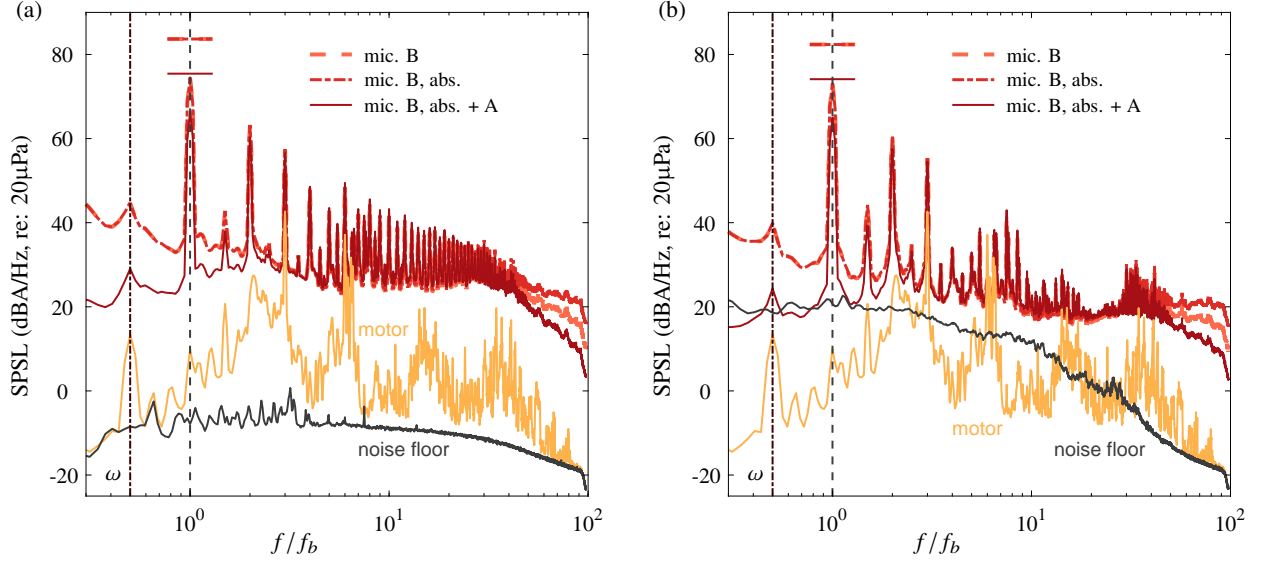 (a)
SPSL (dBA/Hz, re: 20µPa)
80
60
40
20
0
-20
mic. B
mic. B, abs.
mic. B, abs. + A
motor
noise floor
ω
10⁰
10¹
10²
f/f_b
(b)
SPSL (dBA/Hz, re: 20µPa)
80
60
40
20
0
-20
mic. B
mic. B, abs.
mic. B, abs. + A
motor
noise floor
ω
10⁰
10¹
10²
f/f_b